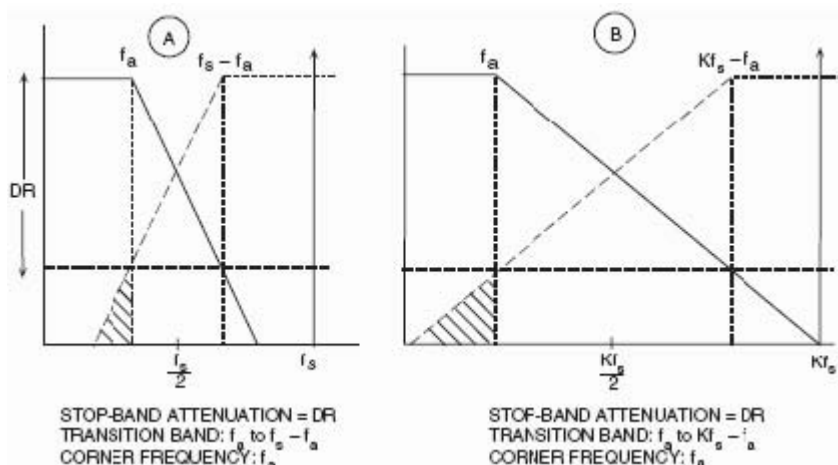 A
B
fa
fs – fa
fa
Kfs – fa
DR
fs
2
fs
Kfs
2
Kfs
STOP-BAND ATTENUATION = DR
TRANSITION BAND: fa to fs – fa
CORNER FREQUENCY: fa
STOF-BAND ATTENUATION = DR
TRANSITION BAND: fa to Kfs – fa
CORNER FREQUENCY: fa